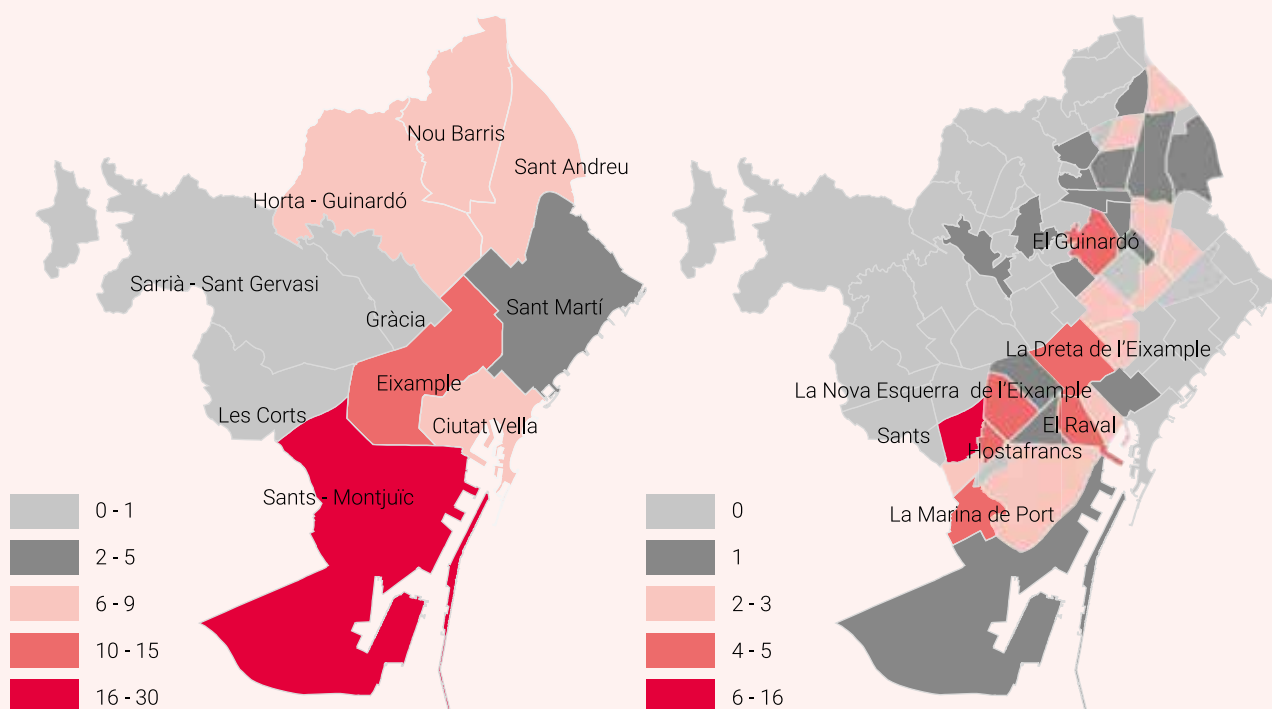 Nou Barris
Sant Andreu
Horta - Guinardó
Sarrià - Sant Gervasi
Gràcia
Sant Martí
Eixample
Les Corts
Ciutat Vella
Sants - Montjuïc
0 - 1
2 - 5
6 - 9
10 - 15
16 - 30
El Guinardó
La Dreta de l'Eixample
La Nova Esquerra de l'Eixample
El Raval
Sants
Hostafrancs
La Marina de Port
0
1
2 - 3
4 - 5
6 - 16